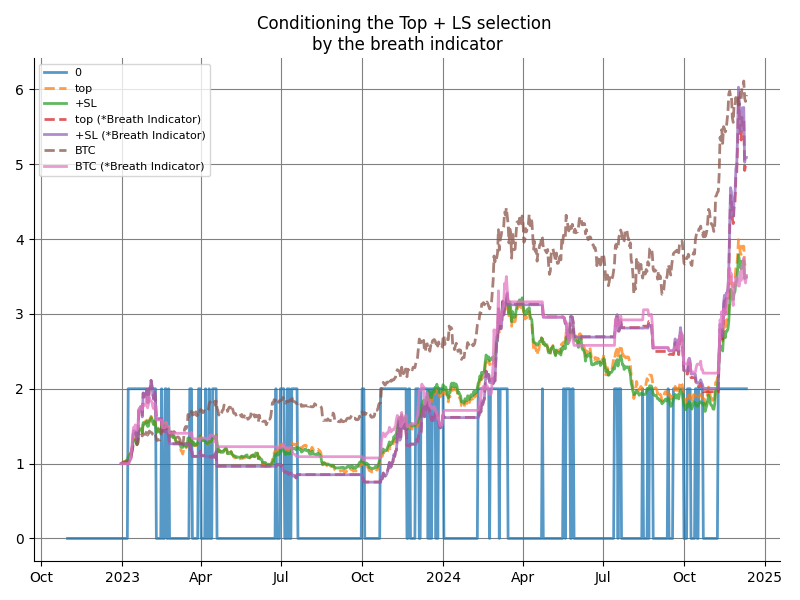 Conditioning the Top + LS selection
by the breath indicator
0
top
+SL
top (*Breath Indicator)
+SL (*Breath Indicator)
BTC
BTC (*Breath Indicator)
6
5
4
3
2
1
0
Oct
2023
Apr
Jul
Oct
2024
Apr
Jul
Oct
2025